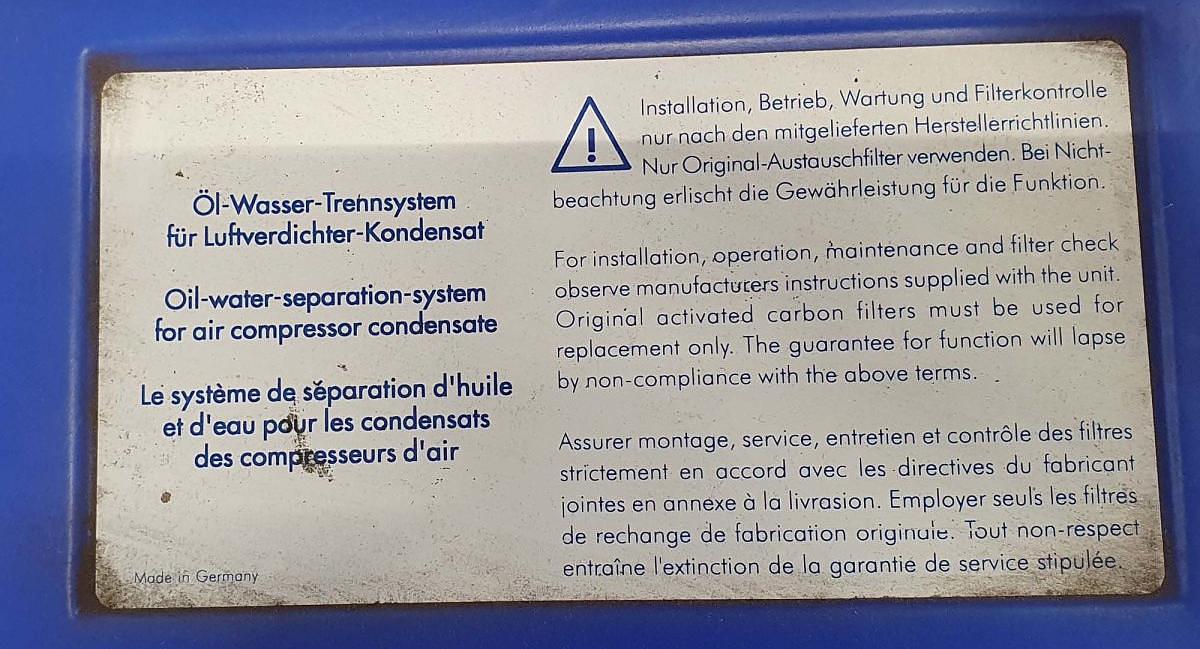 Öl-Wasser-Trennsystem
für Luftverdichter-Kondensat
Oil-water-separation-system
for air compressor condensate
Le système de séparation d'huile
et d'eau pour les condensats
des compresseurs d'air
Made in Germany
Installation, Betrieb, Wartung und Filterkontrolle
nur nach den mitgelieferten Herstellerrichtlinien.
Nur Original-Austauschfilter verwenden. Bei Nicht-
beachtung erlischt die Gewährleistung für die Funktion.
For installation, operation, maintenance and filter check
observe manufacturers instructions supplied with the unit.
Original activated carbon filters must be used for
replacement only. The guarantee for function will lapse
by non-compliance with the above terms.
Assurer montage, service, entretien et contrôle des filtres
strictement en accord avec les directives du fabricant
jointes en annexe à la livrasion. Employer seuls les filtres
de rechange de fabrication originale. Tout non-respect
entraîne l'extinction de la garantie de service stipulée.